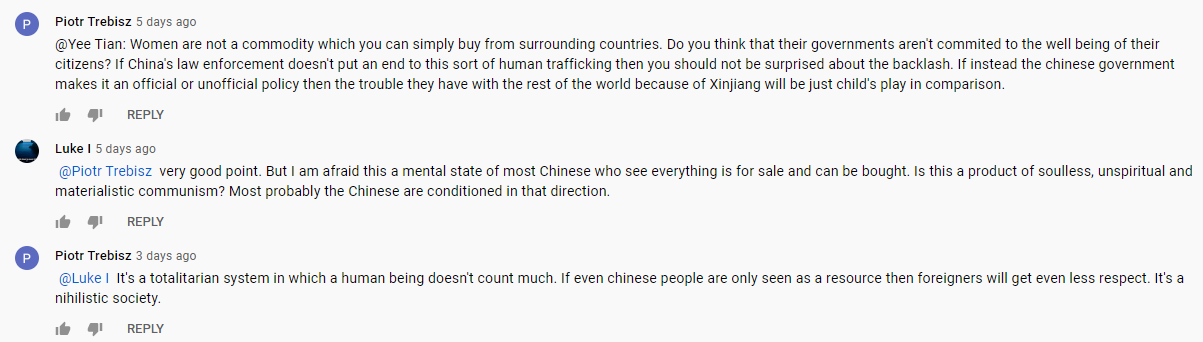 P
Piotr Trebisz 5 days ago
@Yee Tian: Women are not a commodity which you can simply buy from surrounding countries. Do you think that their governments aren't commited to the well being of their
citizens? If China's law enforcement doesn't put an end to this sort of human trafficking then you should not be surprised about the backlash. If instead the chinese government
makes it an official or unofficial policy then the trouble they have with the rest of the world because of Xinjiang will be just child's play in comparison.
REPLY
Luke I 5 days ago
@Piotr Trebisz very good point. But I am afraid this a mental state of most Chinese who see everything is for sale and can be bought. Is this a product of soulless, unspiritual and
materialistic communism? Most probably the Chinese are conditioned in that direction.
REPLY
P
Piotr Trebisz 3 days ago
@Luke I It's a totalitarian system in which a human being doesn't count much. If even chinese people are only seen as a resource then foreigners will get even less respect. It's a
nihilistic society.
REPLY